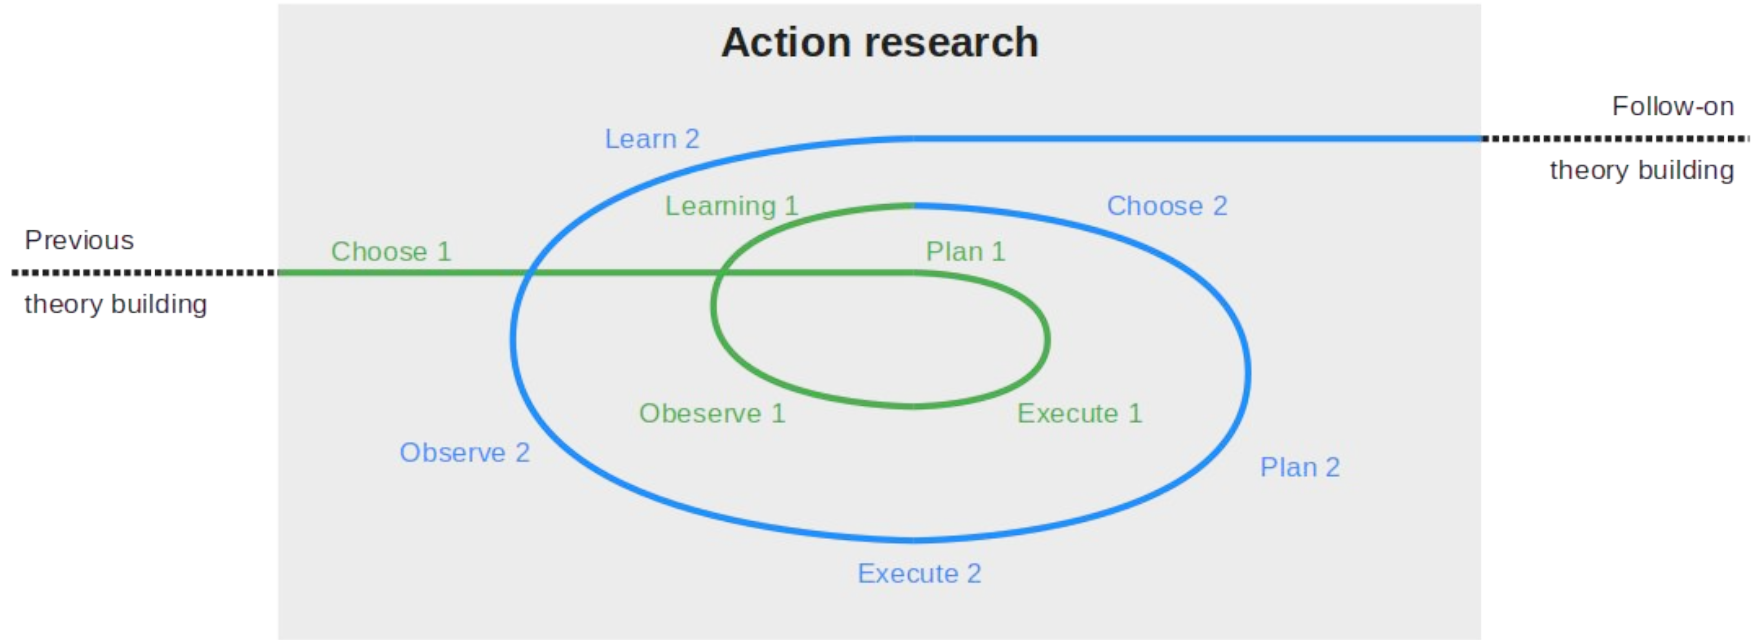 Action research
Previous
theory building
Choose 1
Plan 1
Execute 1
Obeserve 1
Learning 1
Choose 2
Plan 2
Execute 2
Observe 2
Learn 2
Follow-on
theory building